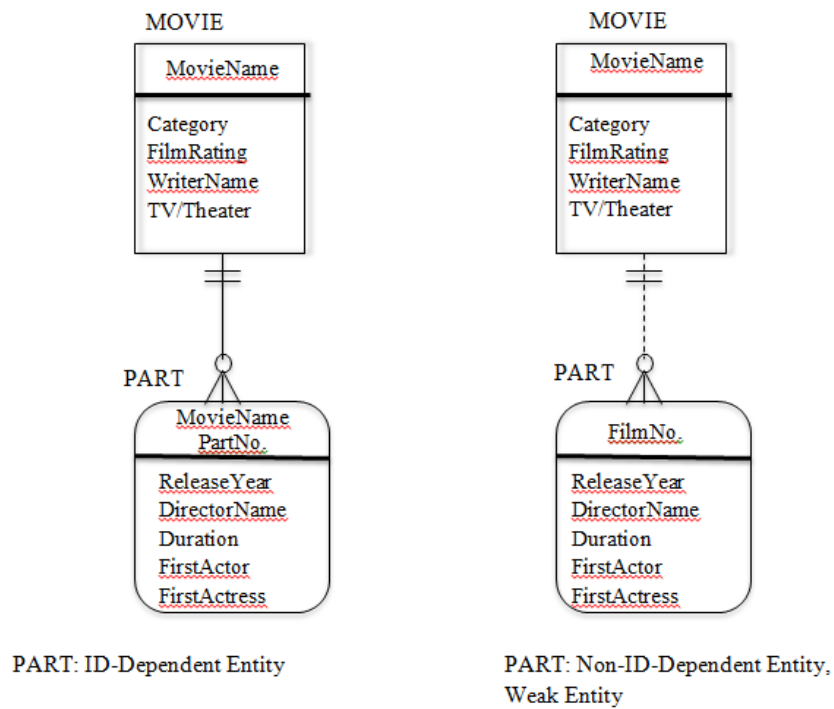 MOVIE
MovieName
Category
FilmRating
WriterName
TV/Theater
PART
MovieName
PartNo.
ReleaseYear
DirectorName
Duration
FirstActor
FirstActress
PART: ID-Dependent Entity
MOVIE
MovieName
Category
FilmRating
WriterName
TV/Theater
PART
FilmNo.
ReleaseYear
DirectorName
Duration
FirstActor
FirstActress
PART: Non-ID-Dependent Entity,
Weak Entity